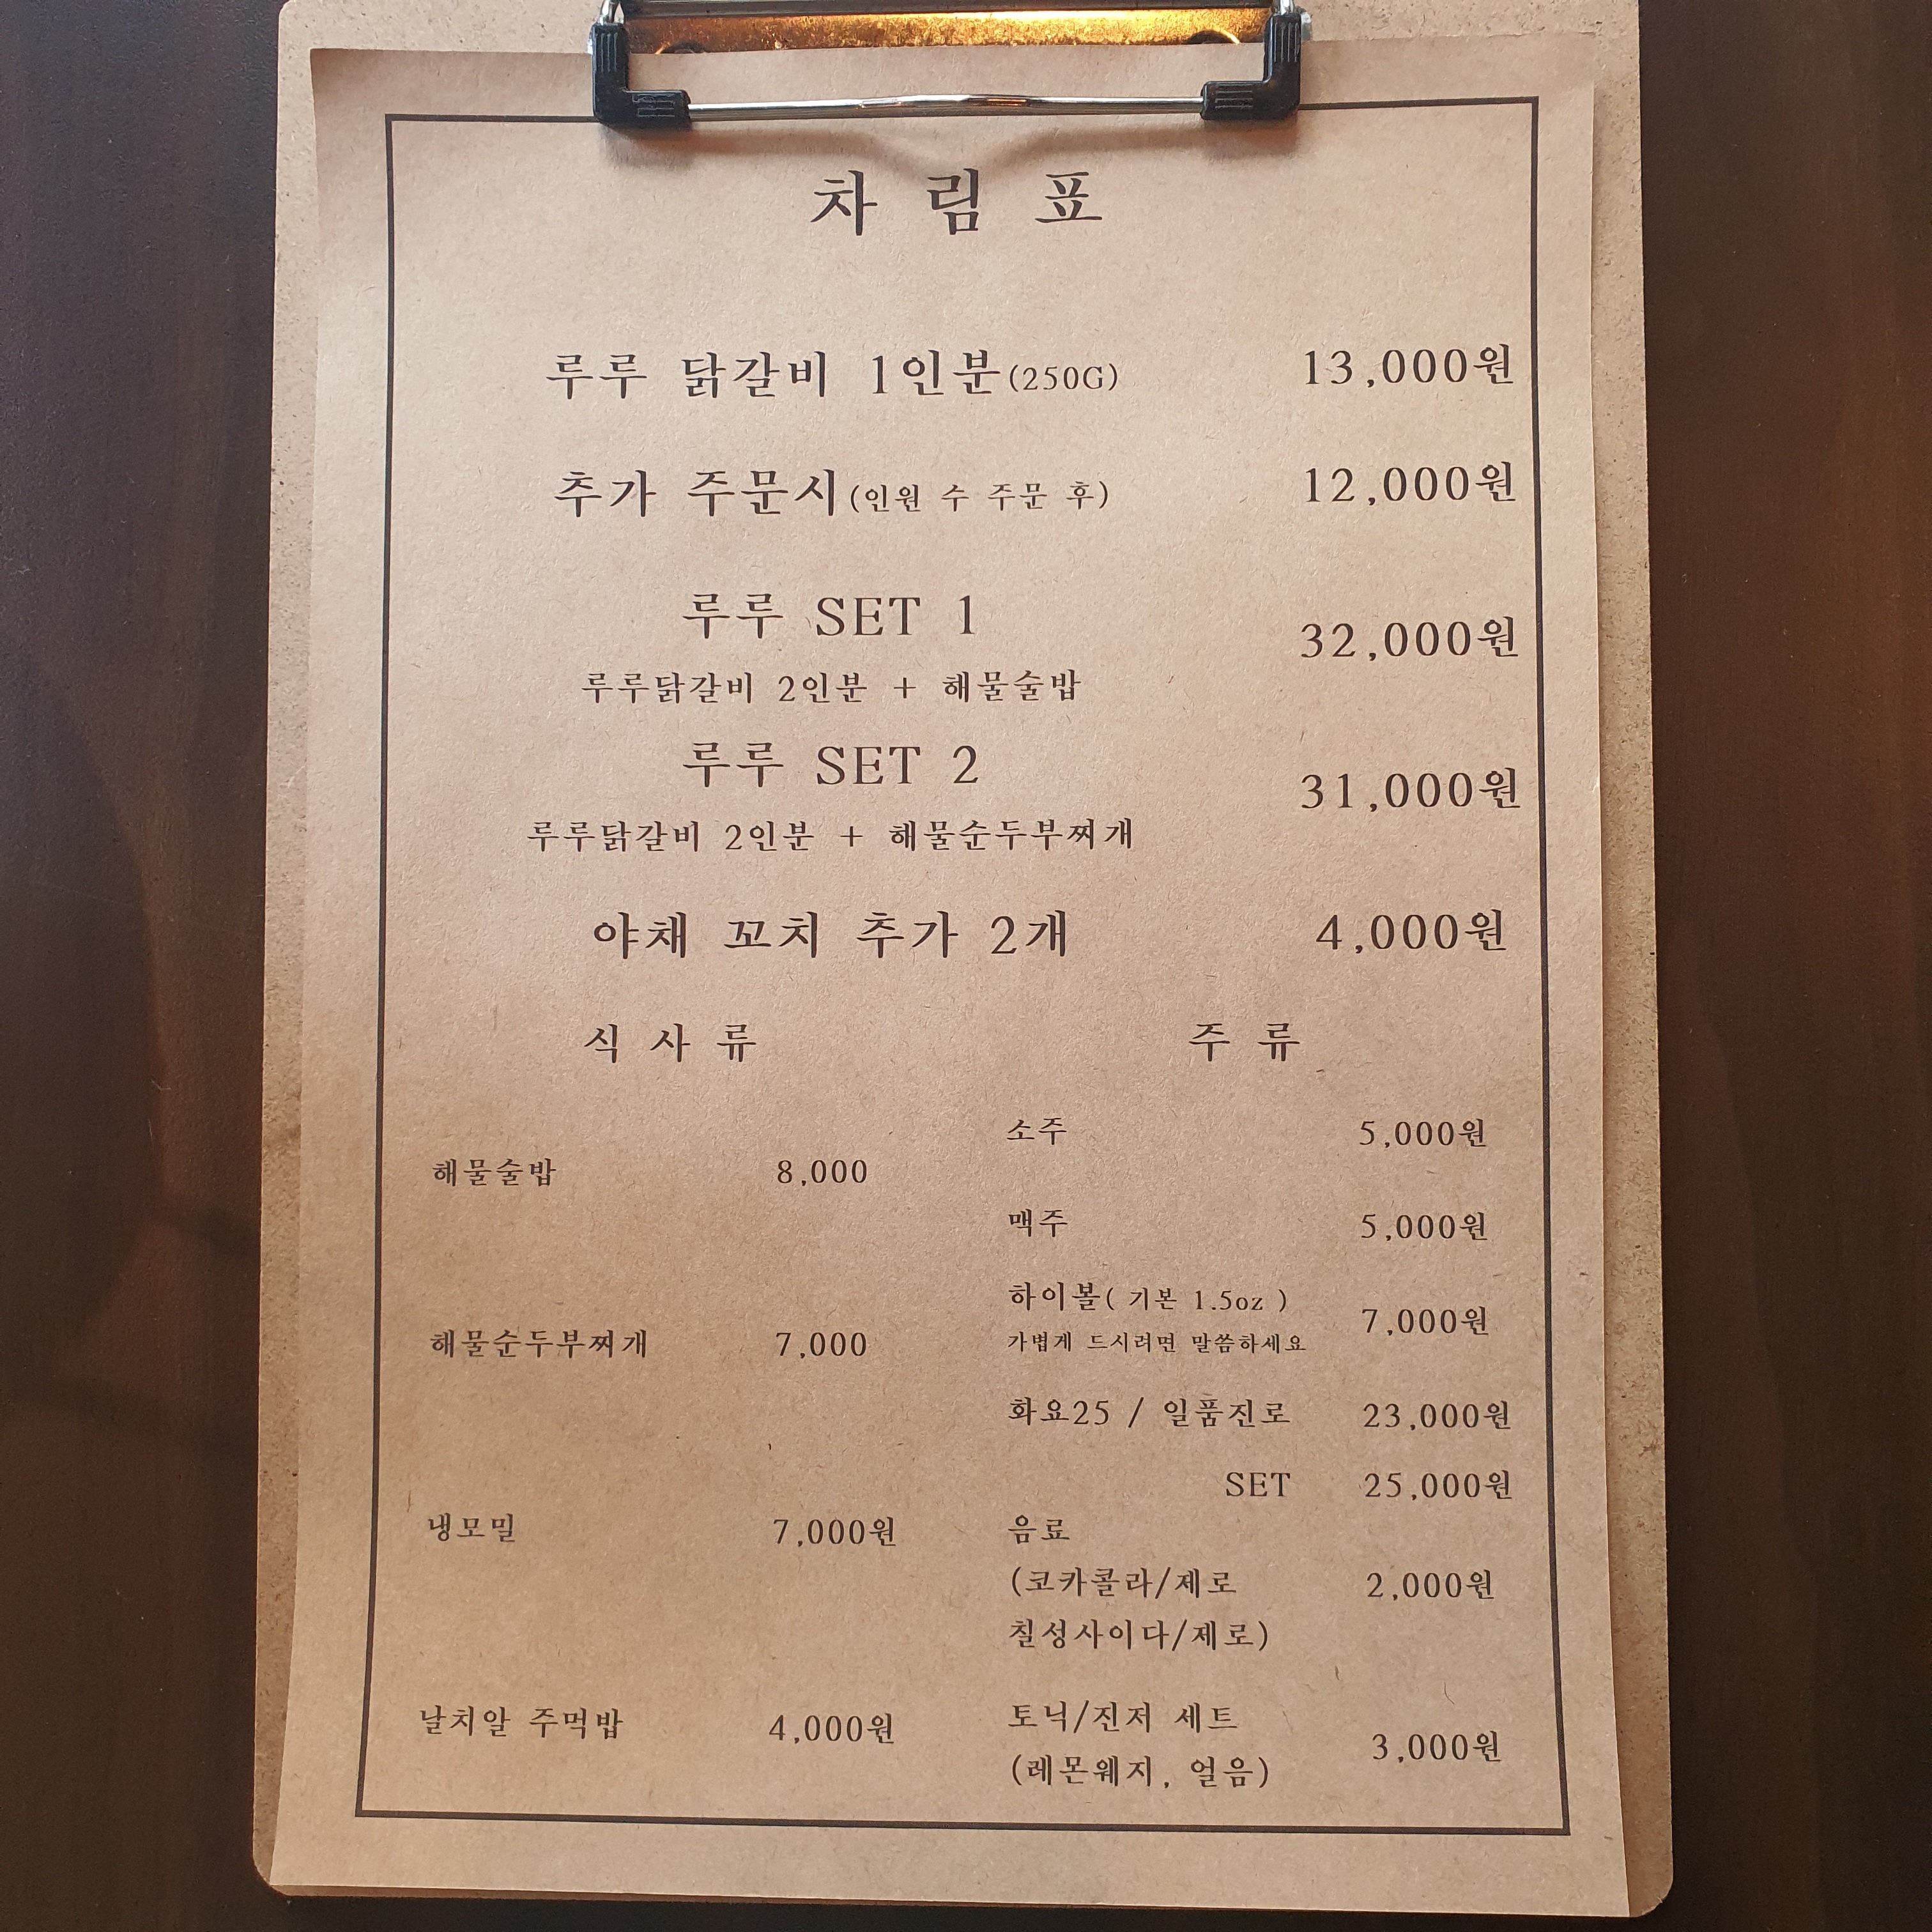 차 림 표
루루 닭갈비 1인분(250G) 13,000원
추가 주문시(인원 수 주문 후) 12,000원
루루 SET 1 32,000원
루루닭갈비 2인분 + 해물술밥
루루 SET 2 31,000원
루루닭갈비 2인분 + 해물순두부찌개
야채 꼬치 추가 2개 4,000원
식 사 류
해물술밥 8,000
해물순두부찌개 7,000
냉모밀 7,000원
날치알 주먹밥 4,000원
주 류
소주 5,000원
맥주 5,000원
하이볼( 기본 1.5oz ) 7,000원
가볍게 드시려면 말씀하세요
화요25 / 일품진로 23,000원
SET 25,000원
음료
(코카콜라/제로 2,000원
칠성사이다/제로)
토닉/진저 세트 3,000원
(레몬웨지, 얼음)